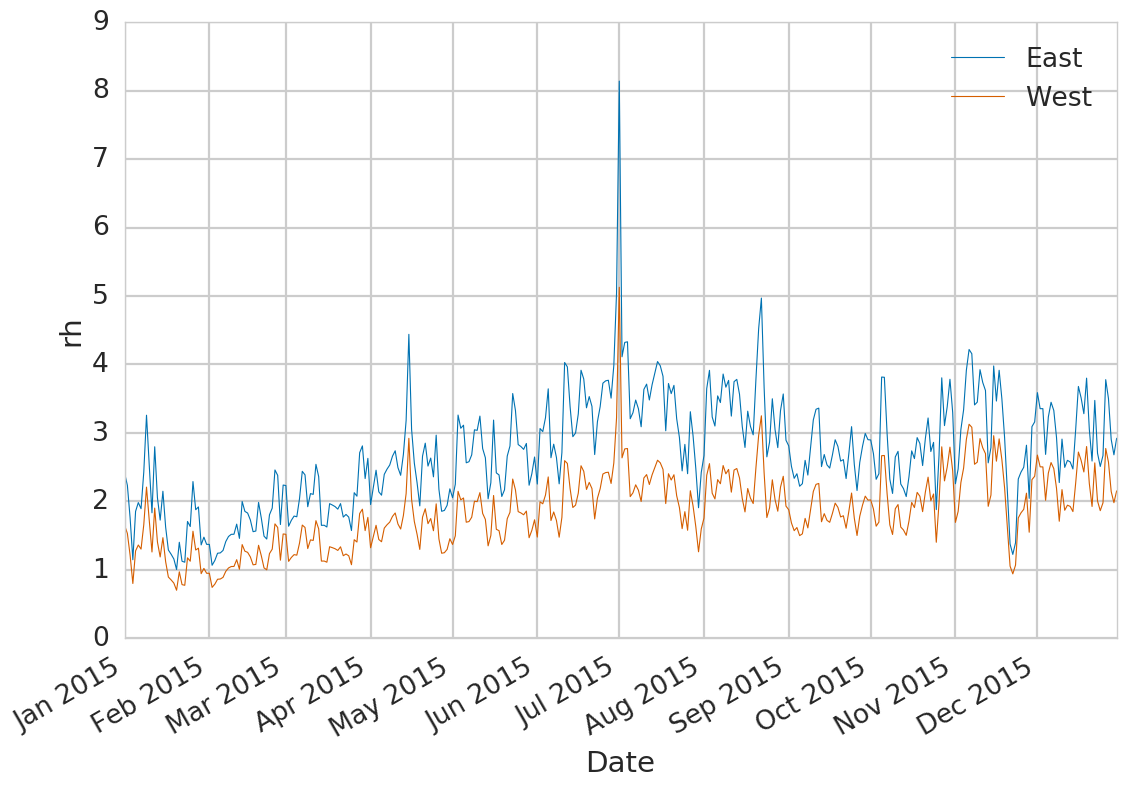 9
8
7
6
5
4
3
2
1
0
rh
East
West
Jan 2015
Feb 2015
Mar 2015
Apr 2015
May 2015
Jun 2015
Jul 2015
Aug 2015
Sep 2015
Oct 2015
Nov 2015
Dec 2015
Date